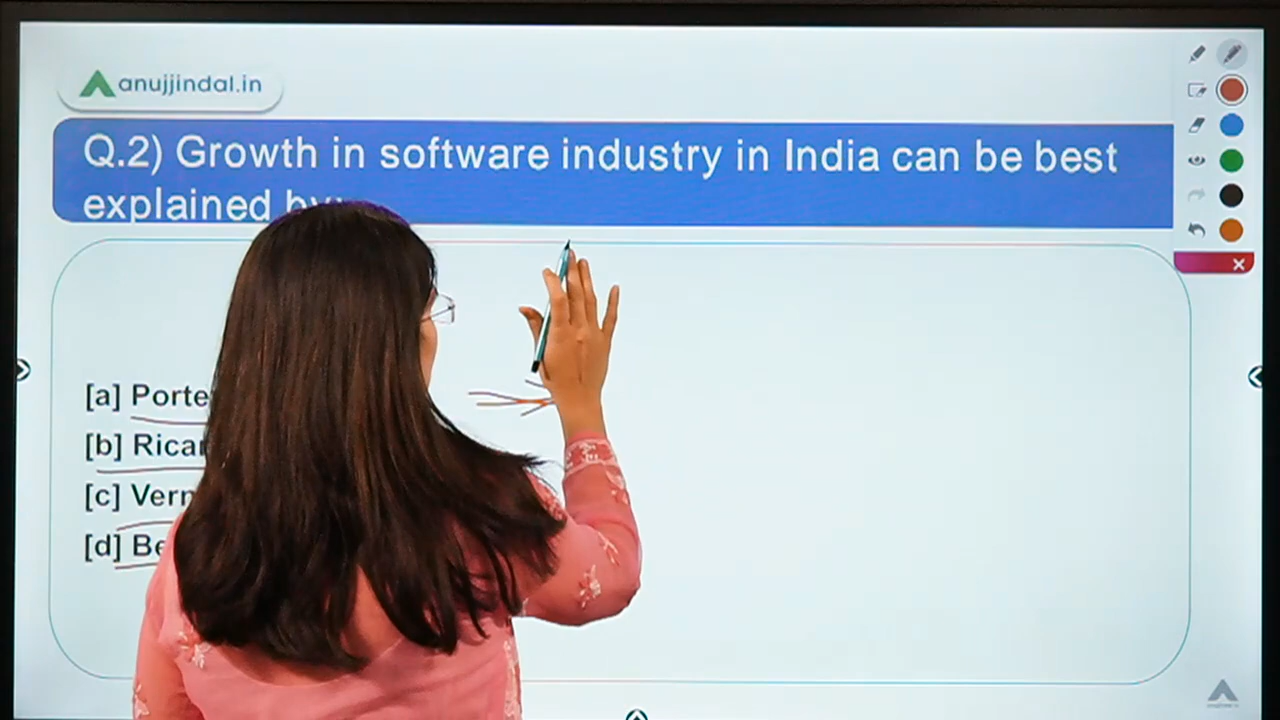 anujjindal.in
Q.2) Growth in software industry in India can be best
explained by:
[a] Porte
[b] Rica
[c] Vern
[d] Be